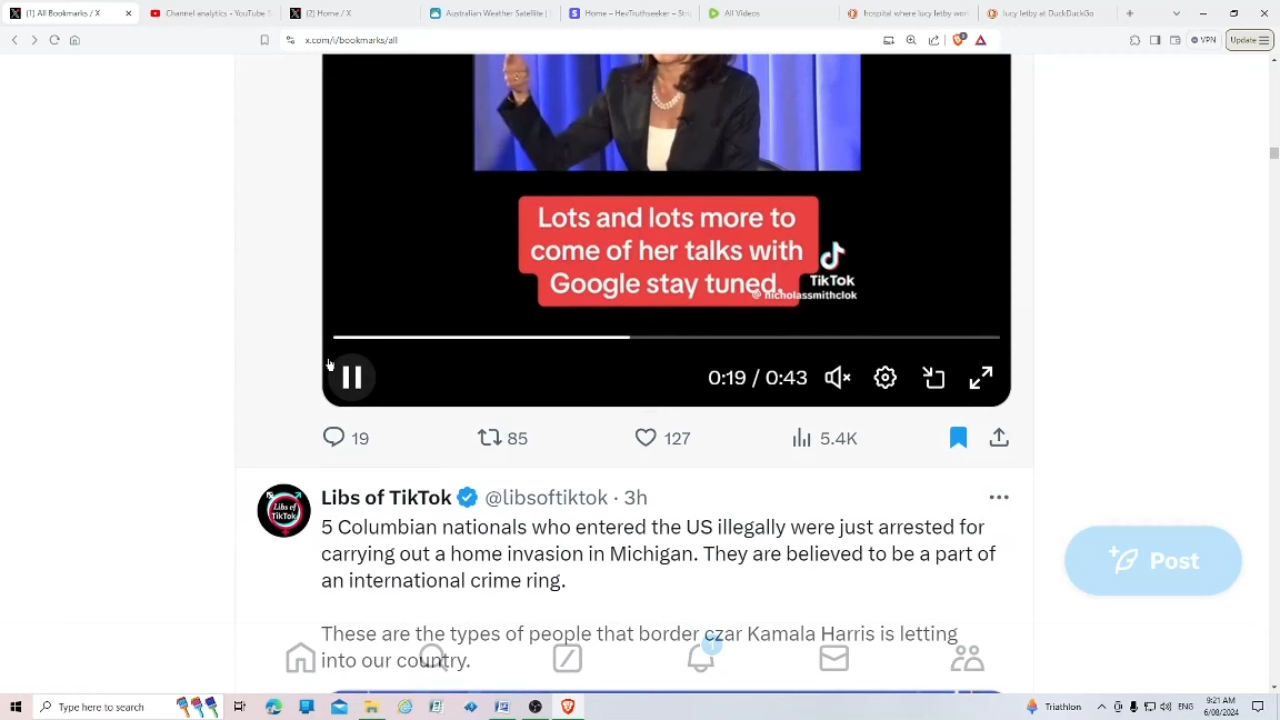 (1) All Bookmarks / X
Channel analytics - YouTube S
(2) Home / X
Australian Weather Satellite |
All Videos
hospital where lucy letby wor
lucy letby at DuckDuckGo
x.com/i/bookmarks/all
VPN
Update
Lots and lots more to
come of her talks with
Google stay tuned.
TikTok
@nicholassmithclok
0:19 / 0:43
19
85
127
5.4K
Libs of TikTok @libsoftiktok · 3h
5 Columbian nationals who entered the US illegally were just arrested for
carrying out a home invasion in Michigan. They are believed to be a part of
an international crime ring.
Post
These are the types of people that border czar Kamala Harris is letting
into our country.
1
Type here to search
Triathlon
ENG
9:21 AM
6/08/2024